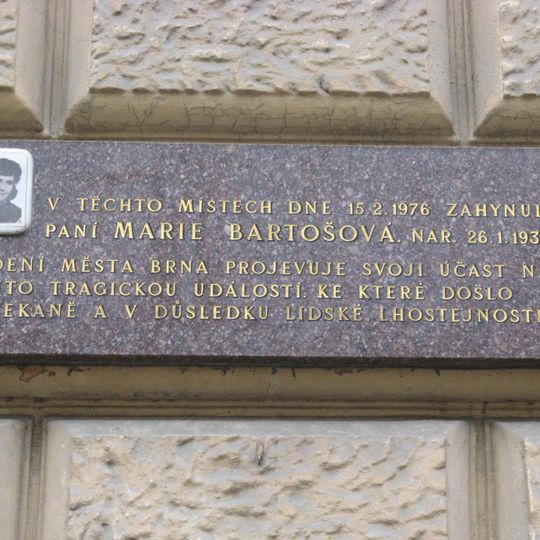 V TĚCHTO MÍSTECH DNE 15.2.1976 ZAHYNUL
PANÍ MARIE BARTOŠOVÁ. NAR. 26.1.193
DENÍ MĚSTA BRNA PROJEVUJE SVOJI ÚČAST N
TO TRAGICKOU UDÁLOSTÍ. KE KTERÉ DOŠLO
EKANĚ A V DŮSLEDKU LIDSKÉ LHOSTEJNOST